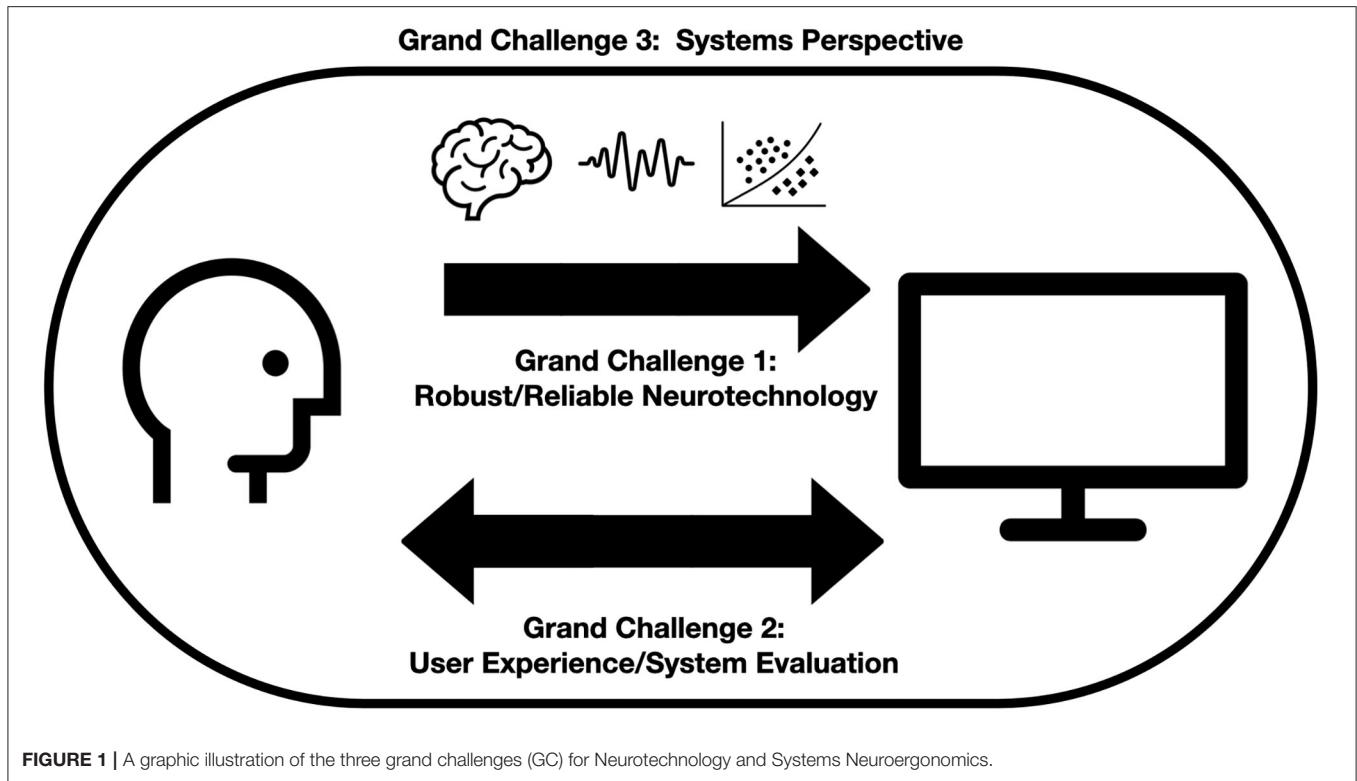 Grand Challenge 3: Systems Perspective
Grand Challenge 1:
Robust/Reliable Neurotechnology
Grand Challenge 2:
User Experience/System Evaluation
FIGURE 1 | A graphic illustration of the three grand challenges (GC) for Neurotechnology and Systems Neuroergonomics.